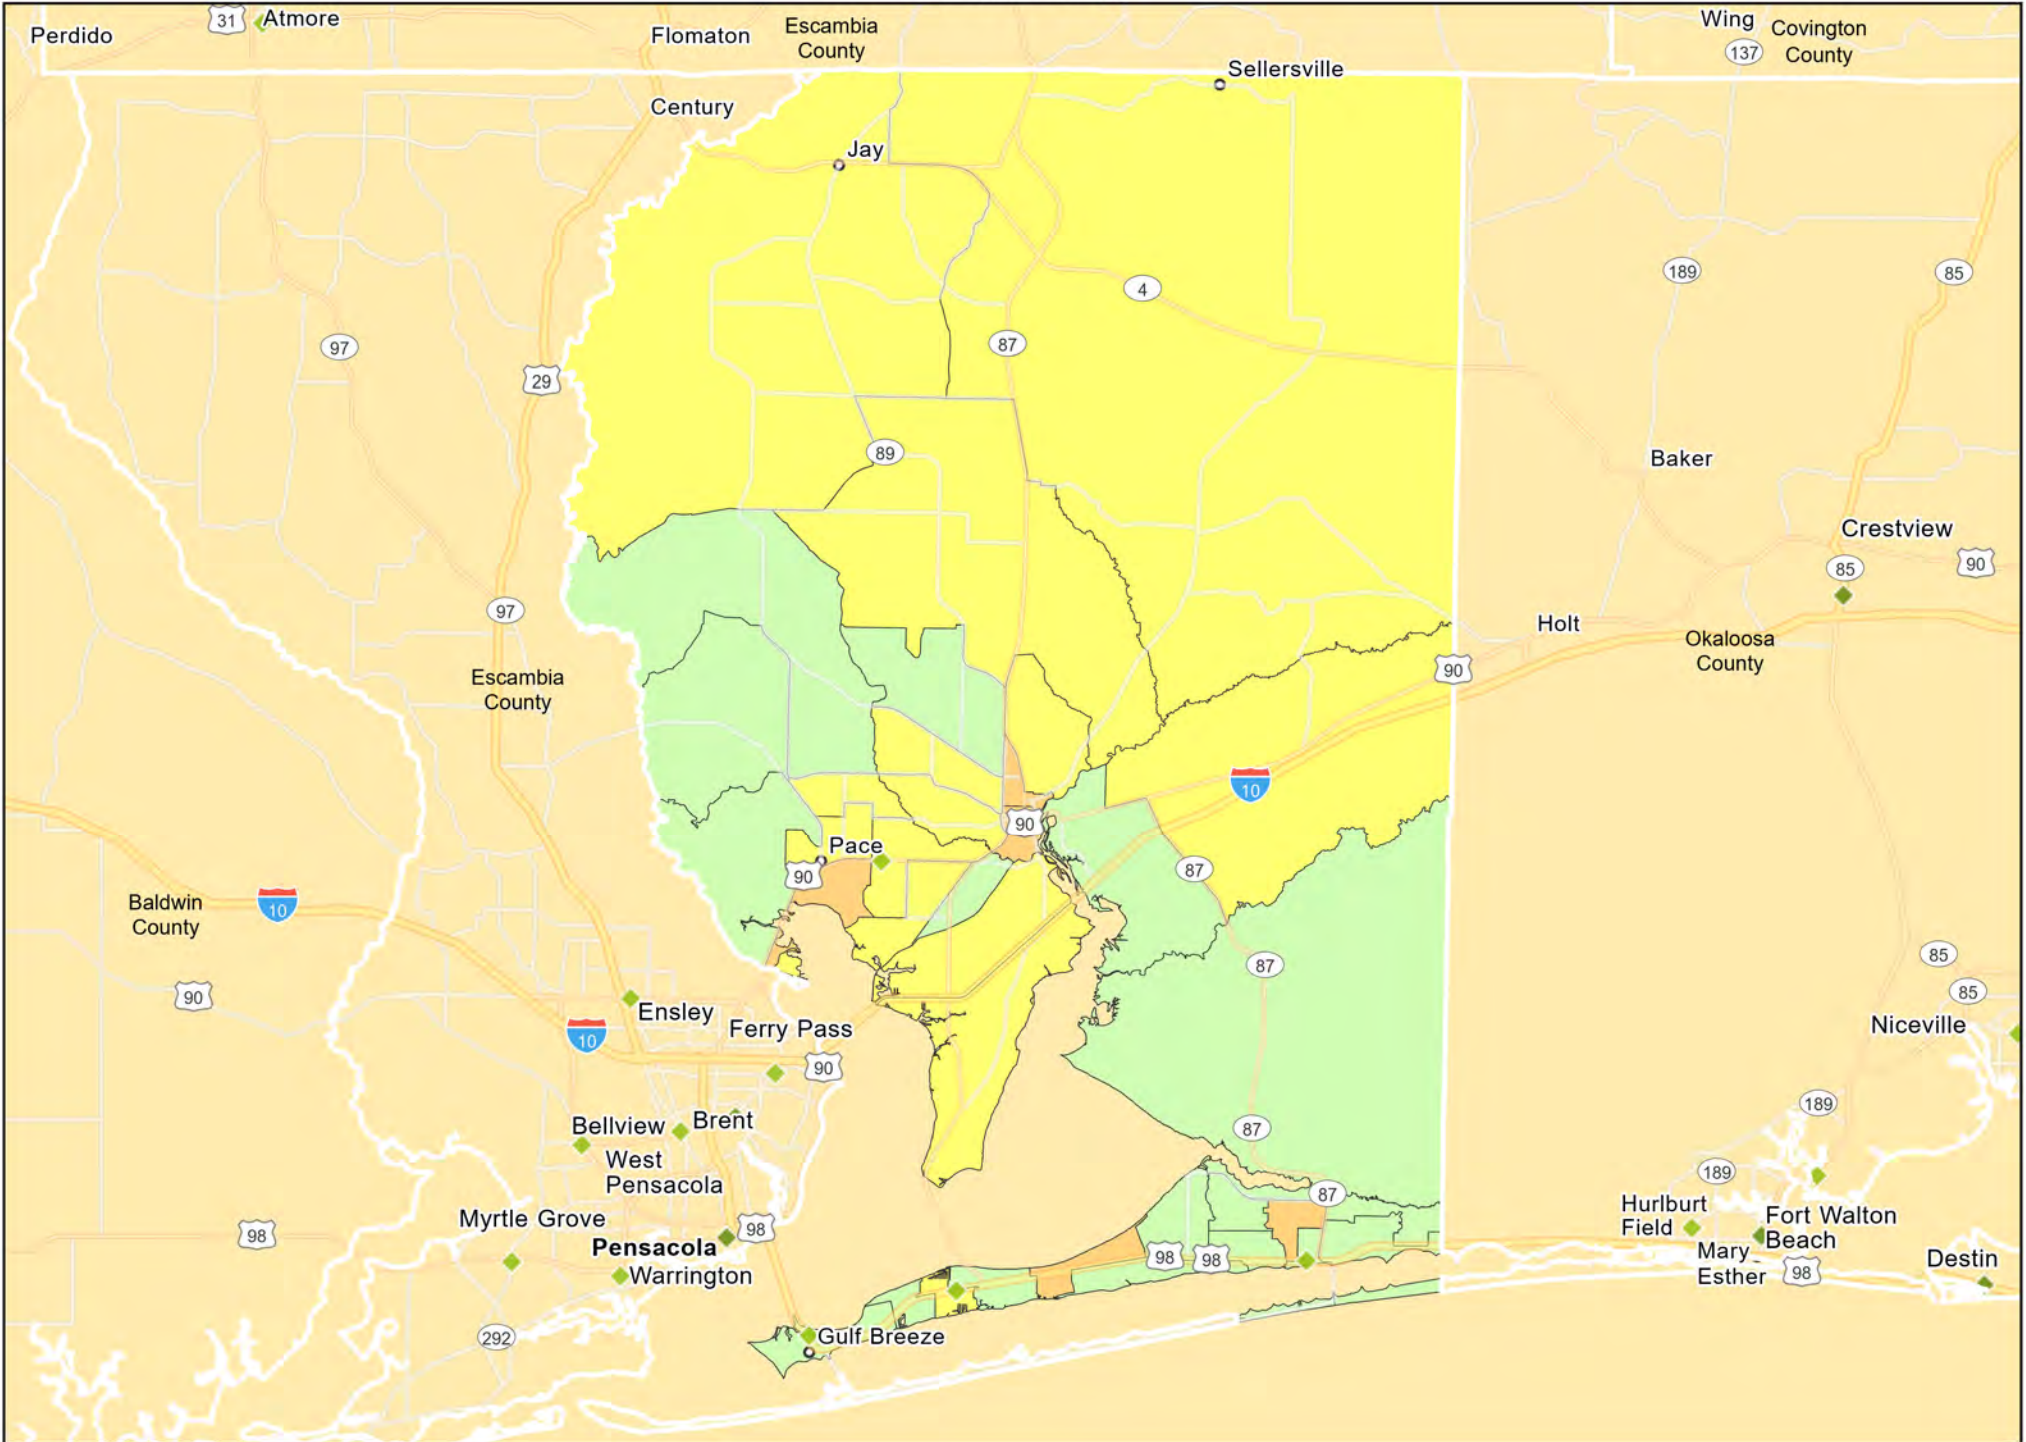 31
Atmore
Perdido
Flomaton
Escambia
County
Wing
137
Covington
County
Sellersville
Century
Jay
189
85
4
97
87
29
89
Baker
Crestview
90
85
97
Holt
Okaloosa
County
90
Escambia
County
10
90
Pace
90
87
Baldwin
County
10
90
87
85
85
Niceville
Ensley
Ferry Pass
10
90
189
Bellview
Brent
87
West
Pensacola
189
87
Myrtle Grove
98
98
Pensacola
Warrington
98
98
Hurlburt
Field
Fort Walton
Beach
Mary
Esther
98
Destin
292
Gulf Breeze